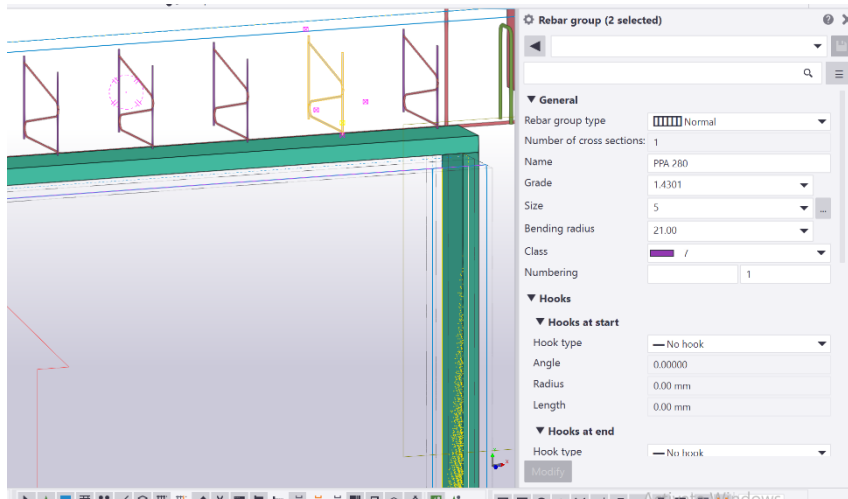 Rebar group (2 selected)
General
Rebar group type Normal
Number of cross sections: 1
Name PPA 280
Grade 1.4301
Size 5 ...
Bending radius 21.00
Class /
Numbering 1
Hooks
Hooks at start
Hook type No hook
Angle 0.00000
Radius 0.00 mm
Length 0.00 mm
Hooks at end
Hook type No hook
Modify